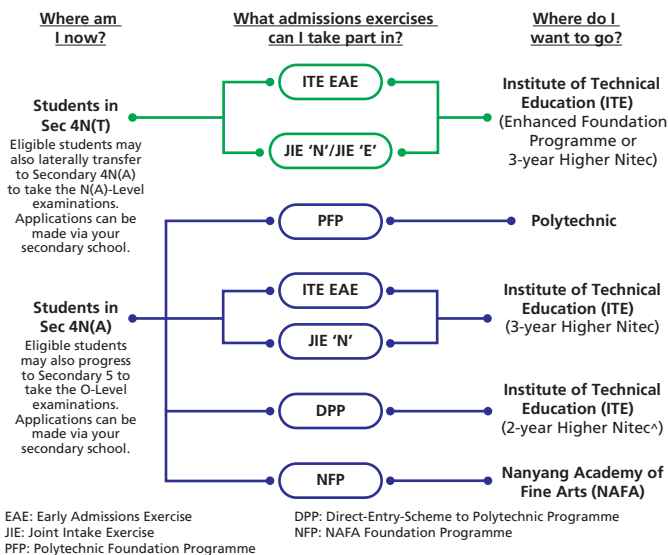 Where am
I now?
What admissions exercises
can I take part in?
Where do I
want to go?
Students in
Sec 4N(T)
Eligible students may
also laterally transfer
to Secondary 4N(A)
to take the N(A)-Level
examinations.
Applications can be
made via your
secondary school.
ITE EAE
JIE ‘N’/JIE ‘E’
Institute of Technical
Education (ITE)
(Enhanced Foundation
Programme or
3-year Higher Nitec)
Students in
Sec 4N(A)
Eligible students
may also progress
to Secondary 5 to
take the O-Level
examinations.
Applications can be
made via your
secondary school.
PFP
Polytechnic
ITE EAE
JIE ‘N’
Institute of Technical
Education (ITE)
(3-year Higher Nitec)
DPP
Institute of Technical
Education (ITE)
(2-year Higher Nitec^)
NFP
Nanyang Academy of
Fine Arts (NAFA)
EAE: Early Admissions Exercise
JIE: Joint Intake Exercise
PFP: Polytechnic Foundation Programme
DPP: Direct-Entry-Scheme to Polytechnic Programme
NFP: NAFA Foundation Programme